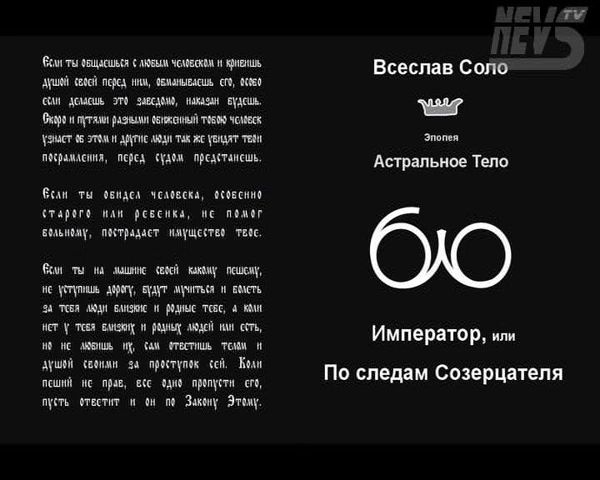 NEWS TV
Если ты общаешься с любым человеком и кривишь
душой своей перед ним, обманываешь его, особо
если делаешь это заведомо, наказан будешь.
Скоро и путями разными обиженный тобою человек
узнает об этом и другие люди так же увидят твои
посрамления, перед судом предстанешь.
Если ты обидел человека, особенно
старого или ребенка, не помог
больному, пострадает имущество твое.
Если ты на машине своей какому пешему,
не уступишь дорогу, будут мучиться и болеть
за тебя люди близкие и родные тебе, а коли
нет у тебя близких и родных людей или есть,
но не любишь их, сам ответишь телом и
душой своими за проступок сей. Коли
пеший не прав, все одно пропусти его,
пусть ответит и он по Закону Этому.
Всеслав Соло
Эпопея
Астральное Тело
Император, или
По следам Созерцателя